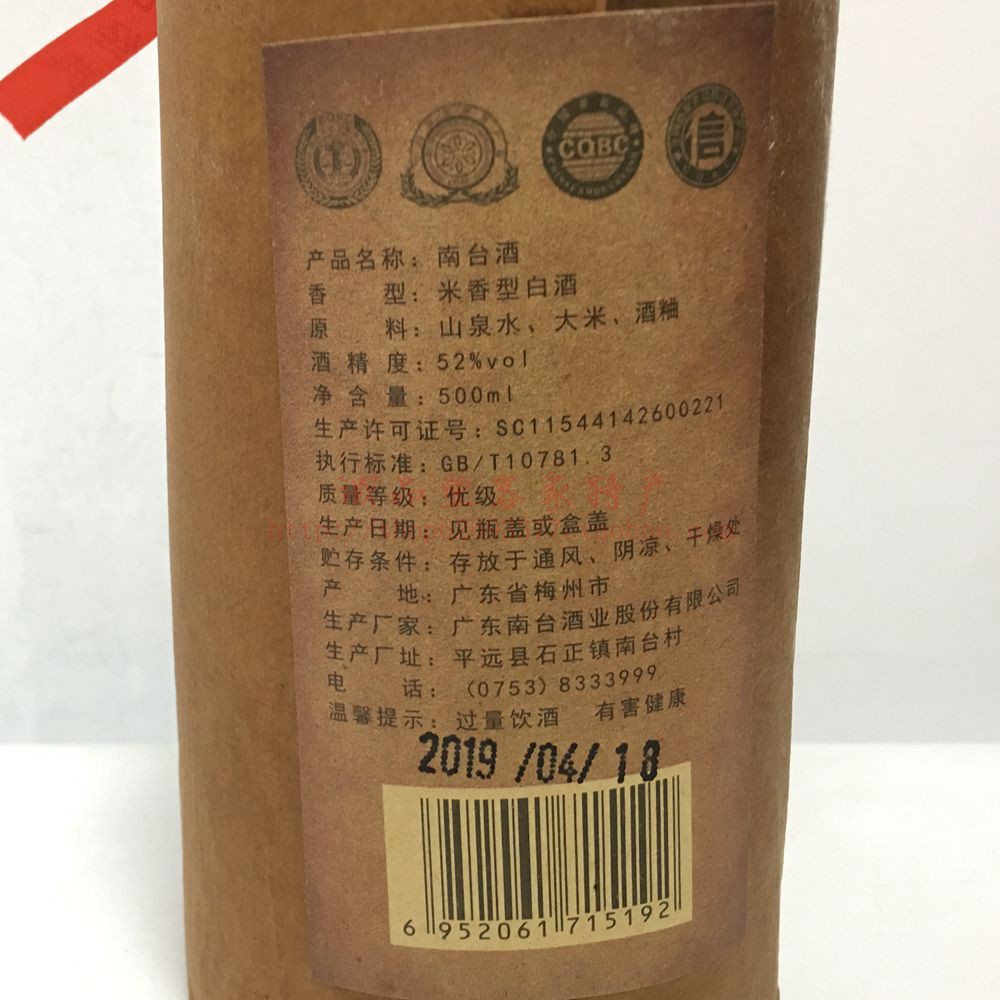 COBC
信
产品名称：南台酒
香　　型：米香型白酒
原　　料：山泉水、大米、酒粬
酒 精 度：52%vol
净 含 量：500ml
生产许可证号：SC11544142600221
执行标准：GB/T10781.3
质量等级：优级
生产日期：见瓶盖或盒盖
贮存条件：存放于通风、阴凉、干燥处
产　　地：广东省梅州市
生产厂家：广东南台酒业股份有限公司
生产厂址：平远县石正镇南台村
电　　话：（0753）8333999
温馨提示：过量饮酒　有害健康
2019 /04/ 18
6 952061 715192